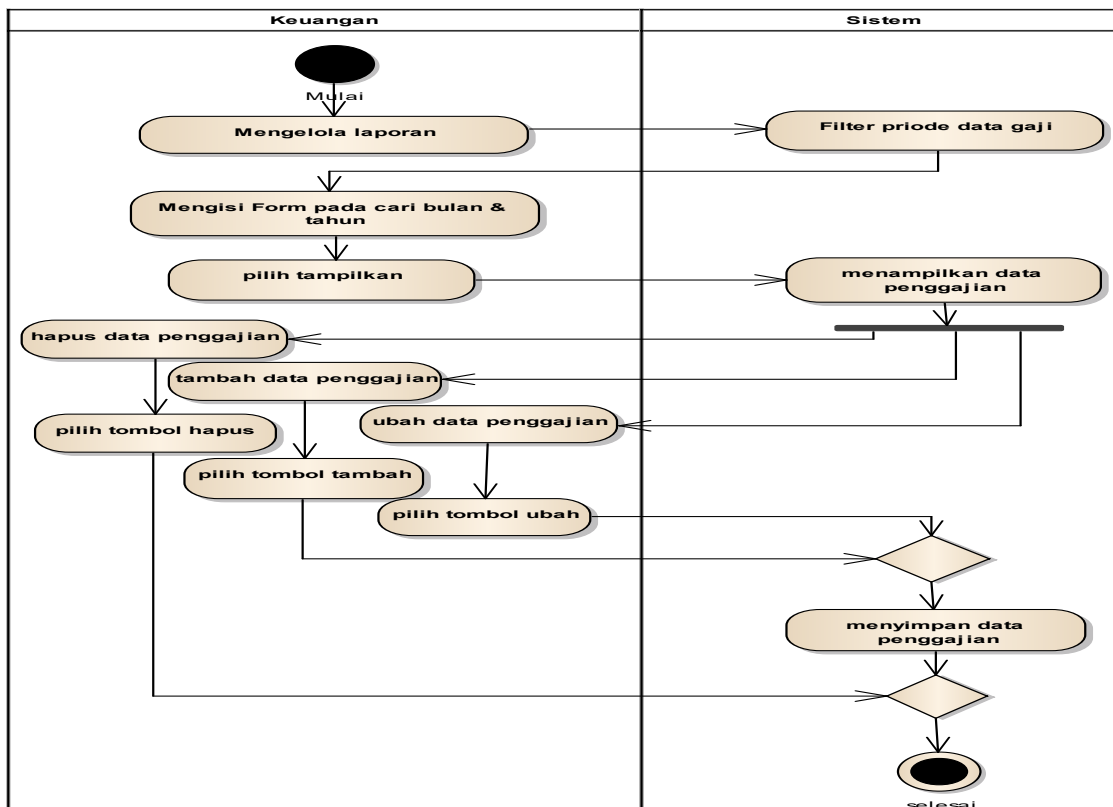 Keuangan
Sistem
Mulai
Mengelola laporan
Filter priode data gaji
Mengisi Form pada cari bulan &
tahun
pilih tampilkan
menampilkan data
penggajian
hapus data penggajian
tambah data penggajian
ubah data penggajian
pilih tombol hapus
pilih tombol tambah
pilih tombol ubah
menyimpan data
penggajian
selesai